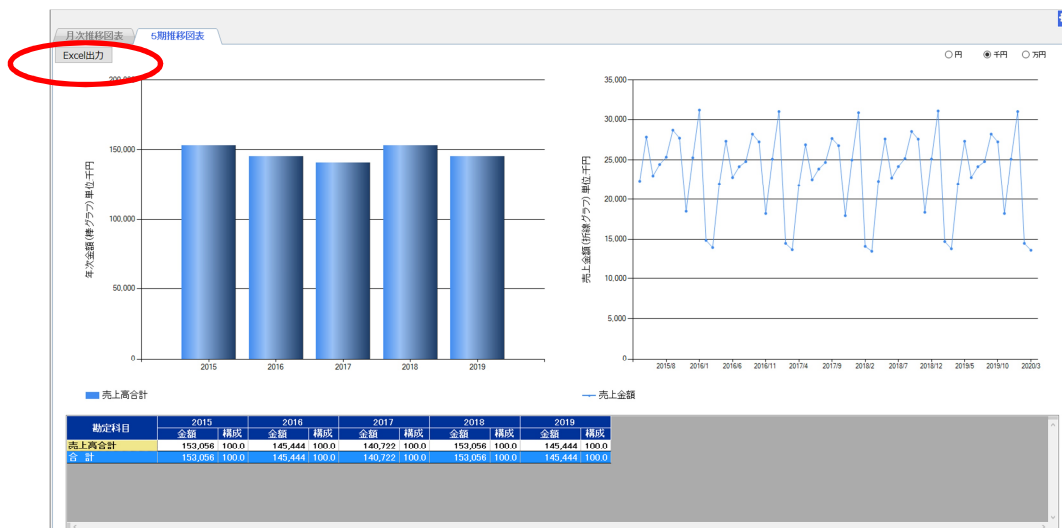 月次推移図表 5期推移図表
Excel出力
円 千円 万円
200,000
150,000
100,000
50,000
0
年次金額(棒グラフ)単位:千円
2015 2016 2017 2018 2019
売上高合計
35,000
30,000
25,000
20,000
15,000
10,000
5,000
0
売上金額(折線グラフ)単位:千円
2015/8 2016/1 2016/6 2016/11 2017/4 2017/9 2018/2 2018/7 2018/12 2019/5 2019/10 2020/3
売上金額
勘定科目 2015 2016 2017 2018 2019
金額 構成 金額 構成 金額 構成 金額 構成 金額 構成
売上高合計 153,056 100.0 145,444 100.0 140,722 100.0 153,056 100.0 145,444 100.0
合 計 153,056 100.0 145,444 100.0 140,722 100.0 153,056 100.0 145,444 100.0